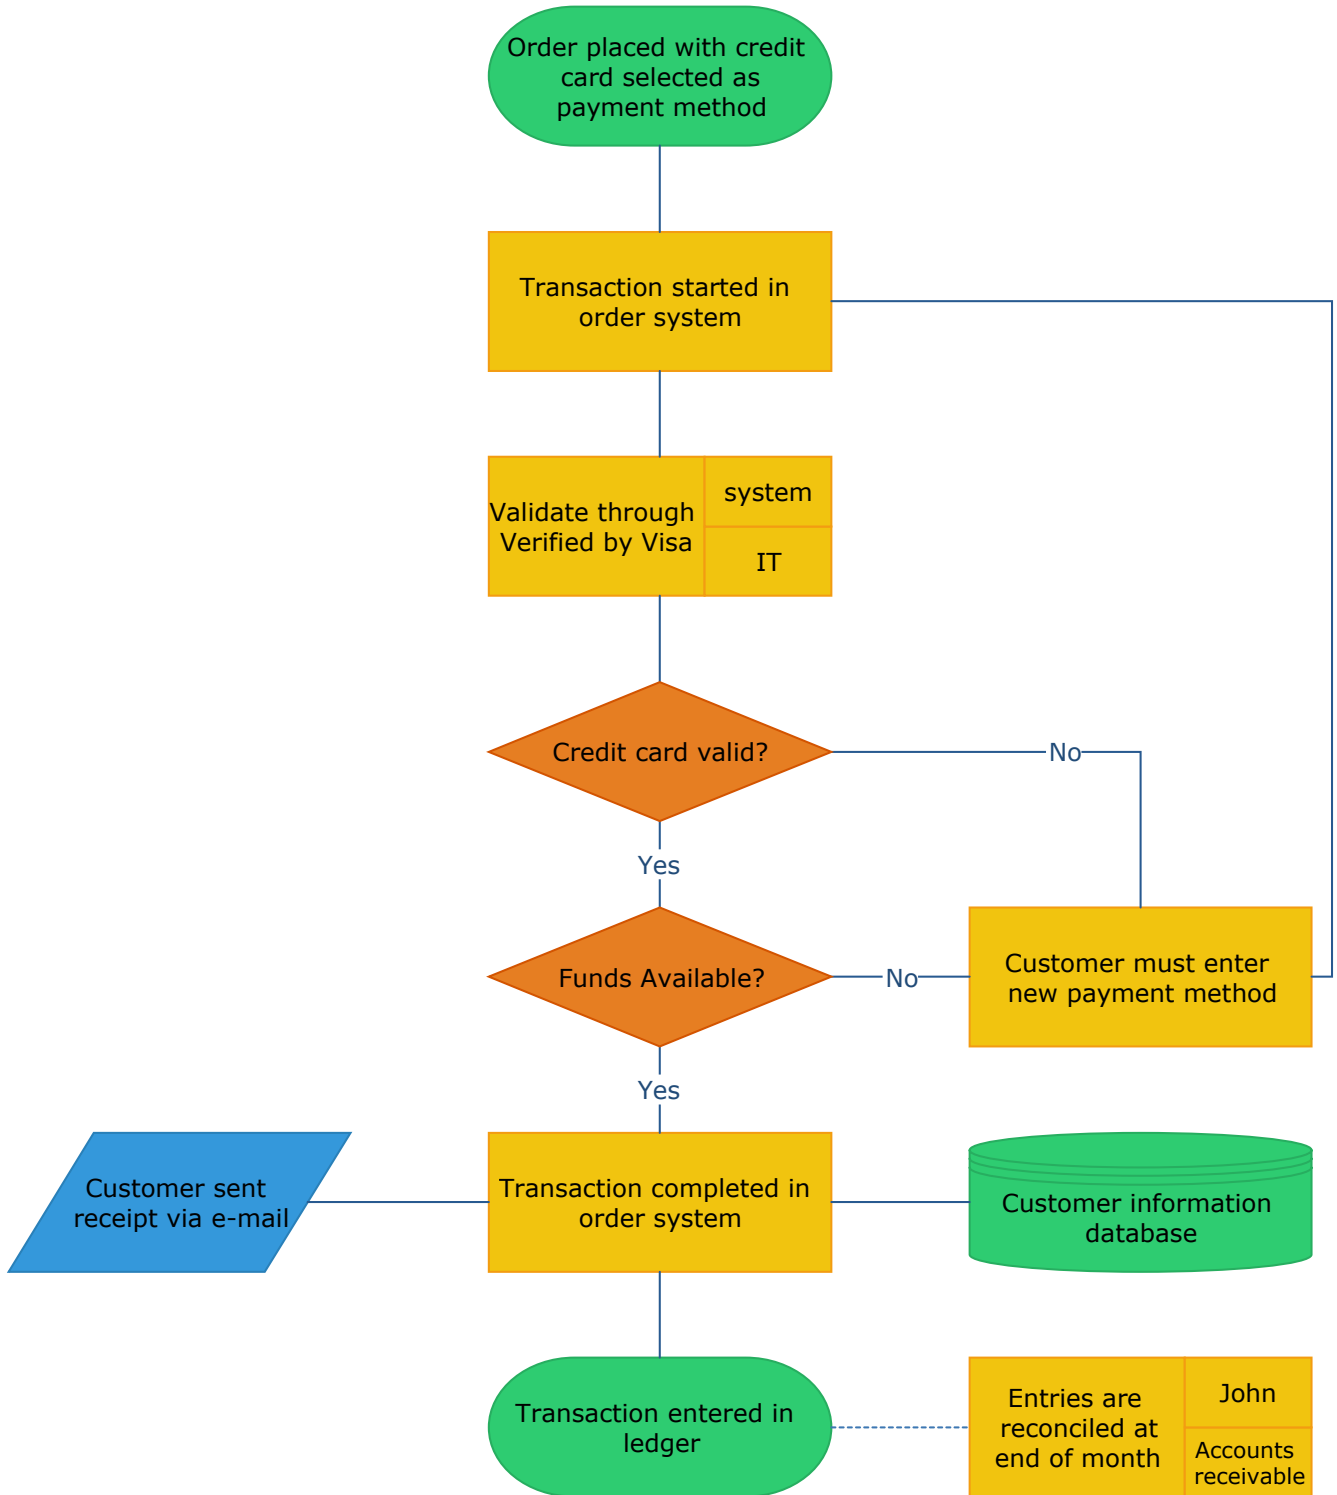 Order placed with credit
card selected as
payment method
Transaction started in
order system
Validate through
Verified by Visa
system
IT
Credit card valid?
No
Yes
Funds Available?
No
Customer must enter
new payment method
Yes
Customer sent
receipt via e-mail
Transaction completed in
order system
Customer information
database
Transaction entered in
ledger
Entries are
reconciled at
end of month
John
Accounts
receivable